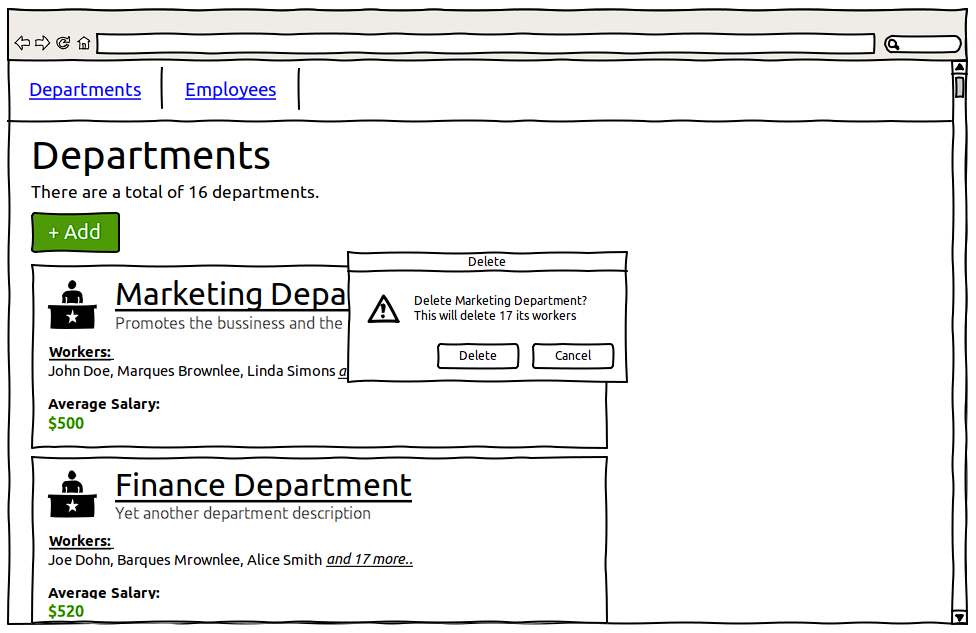 Departments
Employees
Departments
There are a total of 16 departments.
+ Add
Delete
Delete Marketing Department?
This will delete 17 its workers
Delete
Cancel
Marketing Depa
Promotes the bussiness and the
Workers:
John Doe, Marques Brownlee, Linda Simons a
Average Salary:
$500
Finance Department
Yet another department description
Workers:
Joe Dohn, Barques Mrownlee, Alice Smith and 17 more..
Average Salary:
$520